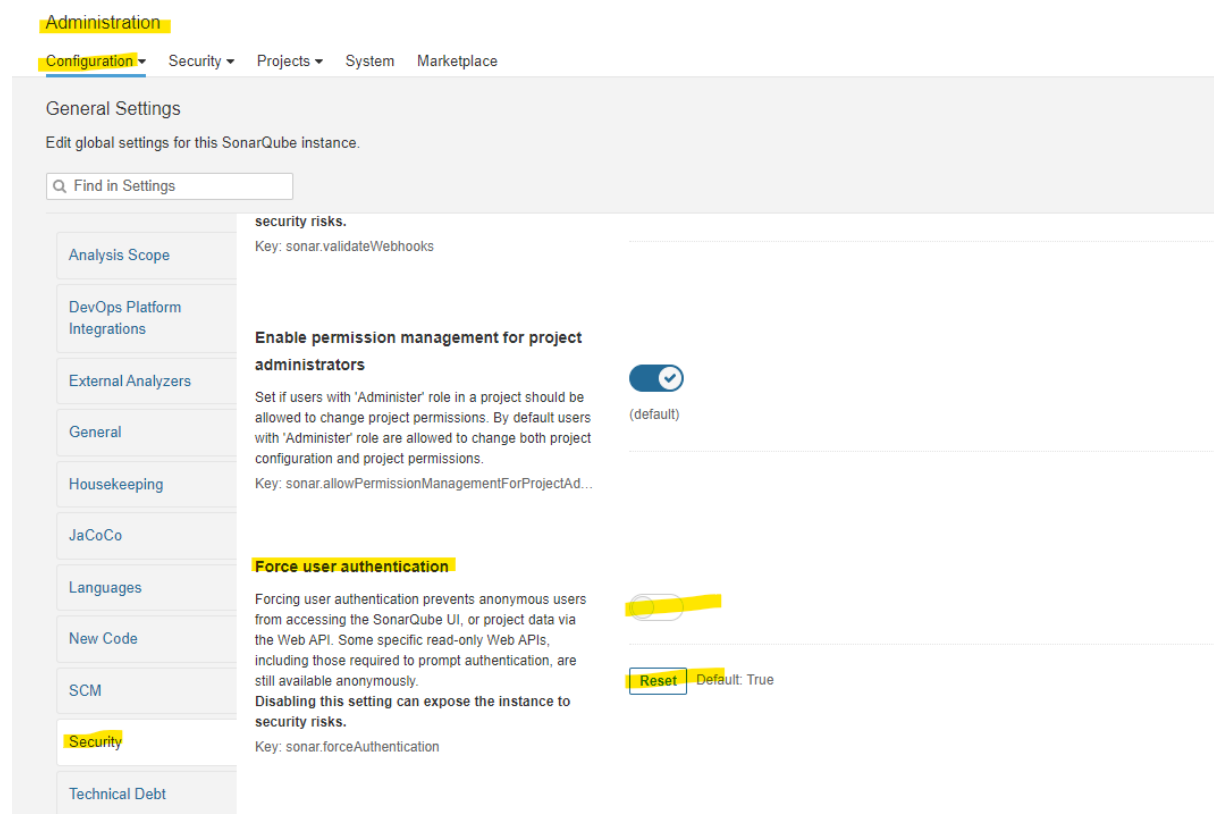 Administration
Configuration Security Projects System Marketplace
General Settings
Edit global settings for this SonarQube instance.
Find in Settings
Analysis Scope
DevOps Platform
Integrations
External Analyzers
General
Housekeeping
JaCoCo
Languages
New Code
SCM
Security
Technical Debt
security risks.
Key: sonar.validateWebhooks
Enable permission management for project
administrators
Set if users with 'Administer' role in a project should be
allowed to change project permissions. By default users
with 'Administer' role are allowed to change both project
configuration and project permissions.
Key: sonar.allowPermissionManagementForProjectAd...
(default)
Force user authentication
Forcing user authentication prevents anonymous users
from accessing the SonarQube UI, or project data via
the Web API. Some specific read-only Web APIs,
including those required to prompt authentication, are
still available anonymously.
Disabling this setting can expose the instance to
security risks.
Key: sonar.forceAuthentication
Reset Default: True